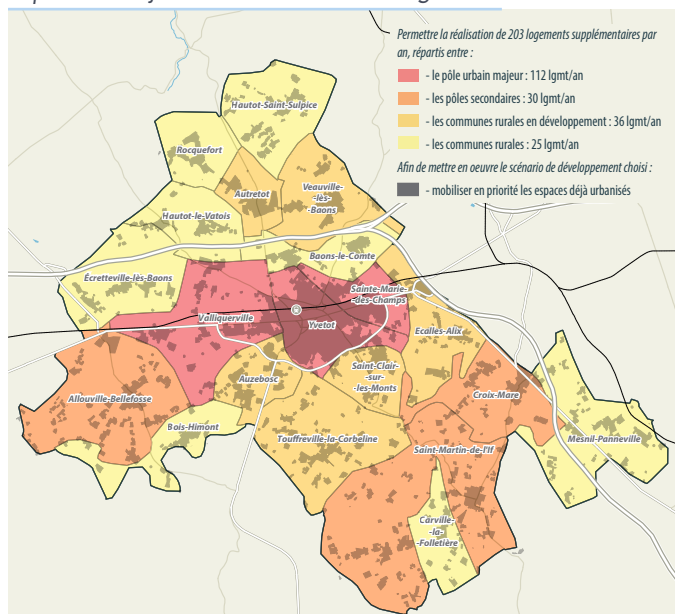 Permettre la réalisation de 203 logements supplémentaires par
an, répartis entre :
- le pôle urbain majeur : 112 lgmt/an
- les pôles secondaires : 30 lgmt/an
- les communes rurales en développement : 36 lgmt/an
- les communes rurales : 25 lgmt/an
Afin de mettre en oeuvre le scénario de développement choisi :
- mobiliser en priorité les espaces déjà urbanisés
Hautot-Saint-Sulpice
Rocquefort
Autretot
Veauville-
-lès-
-Baons
Hautot-le-Vatois
Baons-le-Comte
Écretteville-lès-Baons
Sainte-Marie-
-des-Champs
Valliquerville
Yvetot
Ecalles-Alix
Saint-Clair-
-sur-
-les-Monts
Auzebosc
Allouville-Bellefosse
Croix-Mare
Bois-Himont
Touffreville-la-Corbeline
Mesnil-Panneville
Saint-Martin-de-l'If
Carville-
-la-
-Folletière